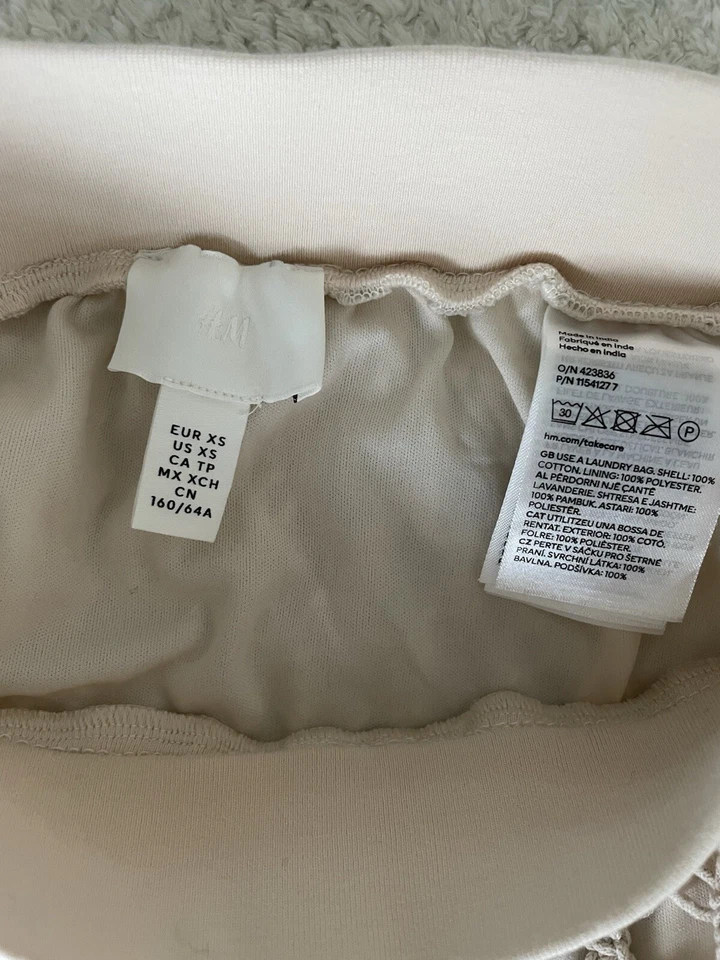 H&M
EUR XS
US XS
CA TP
MX XCH
CN
160/64A
Made in India
Fabriqué en Inde
Hecho en India
O/N 423836
P/N 1154127 7
30
P
hm.com/takecare
GB USE A LAUNDRY BAG. SHELL: 100%
COTTON. LINING: 100% POLYESTER.
AL PËRDORNI NJË ÇANTË
LAVANDERIE. SHTRESA E JASHTME:
100% PAMBUK. ASTARI: 100%
POLIESTËR.
CAT UTILITZEU UNA BOSSA DE
RENTAT. EXTERIOR: 100% COTÓ.
FOLRE: 100% POLIÈSTER.
CZ PERTE V SÁČKU PRO ŠETRNÉ
PRANÍ. SVRCHNÍ LÁTKA: 100%
BAVLNA. PODŠÍVKA: 100%